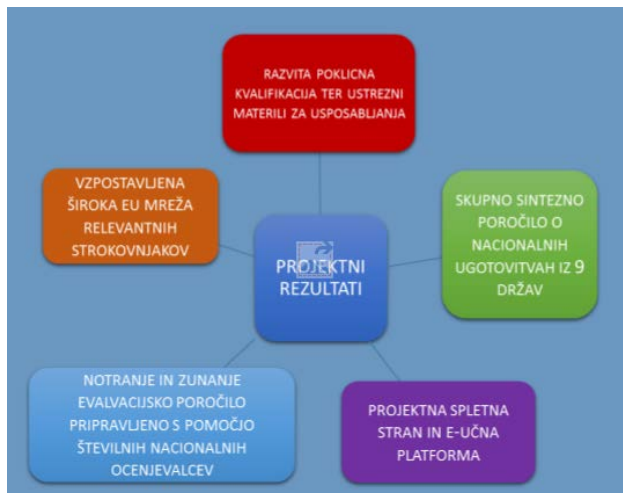 RAZVITA POKLICNA
KVALIFIKACIJA TER USTREZNI
MATERILI ZA USPOSABLJANJA
VZPOSTAVLJENA
ŠIROKA EU MREŽA
RELEVANTNIH
STROKOVNJAKOV
SKUPNO SINTEZNO
POROČILO O
NACIONALNIH
UGOTOVITVAH IZ 9
DRŽAV
PROJEKTNI
REZULTATI
NOTRANJE IN ZUNANJE
EVALVACIJSKO POROČILO
PRIPRAVLJENO S POMOČJO
ŠTEVILNIH NACIONALNIH
OCENJEVALCEV
PROJEKTNA SPLETNA
STRAN IN E-UČNA
PLATFORMA